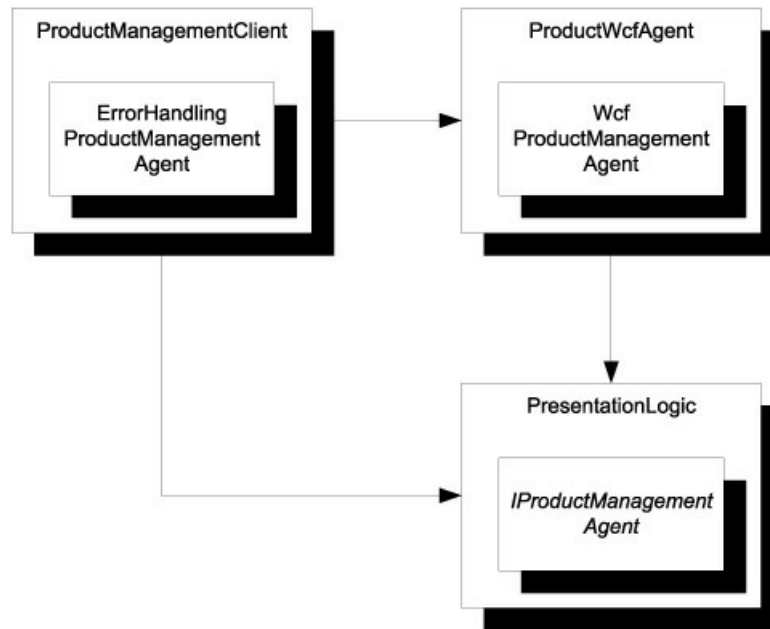 ProductManagementClient
ErrorHandling
ProductManagement
Agent
ProductWcfAgent
Wcf
ProductManagement
Agent
PresentationLogic
IProductManagement
Agent